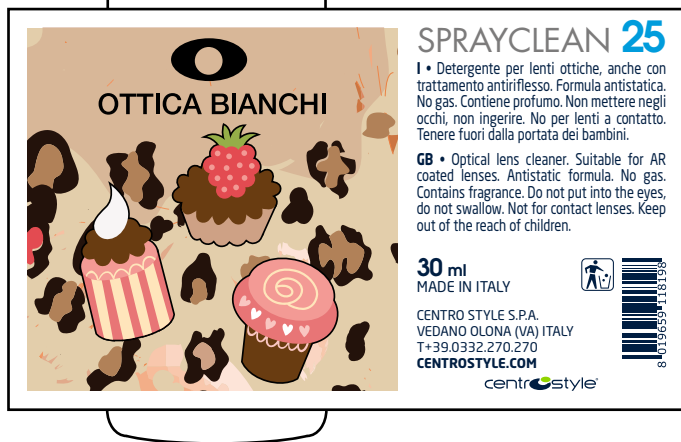 OTTICA BIANCHI
SPRAYCLEAN 25
I • Detergente per lenti ottiche, anche con
trattamento antiriflesso. Formula antistatica.
No gas. Contiene profumo. Non mettere negli
occhi, non ingerire. No per lenti a contatto.
Tenere fuori dalla portata dei bambini.
GB • Optical lens cleaner. Suitable for AR
coated lenses. Antistatic formula. No gas.
Contains fragrance. Do not put into the eyes,
do not swallow. Not for contact lenses. Keep
out of the reach of children.
30 ml
MADE IN ITALY
CENTRO STYLE S.P.A.
VEDANO OLONA (VA) ITALY
T+39.0332.270.270
CENTROSTYLE.COM
centrostyle®
8 019659 118198